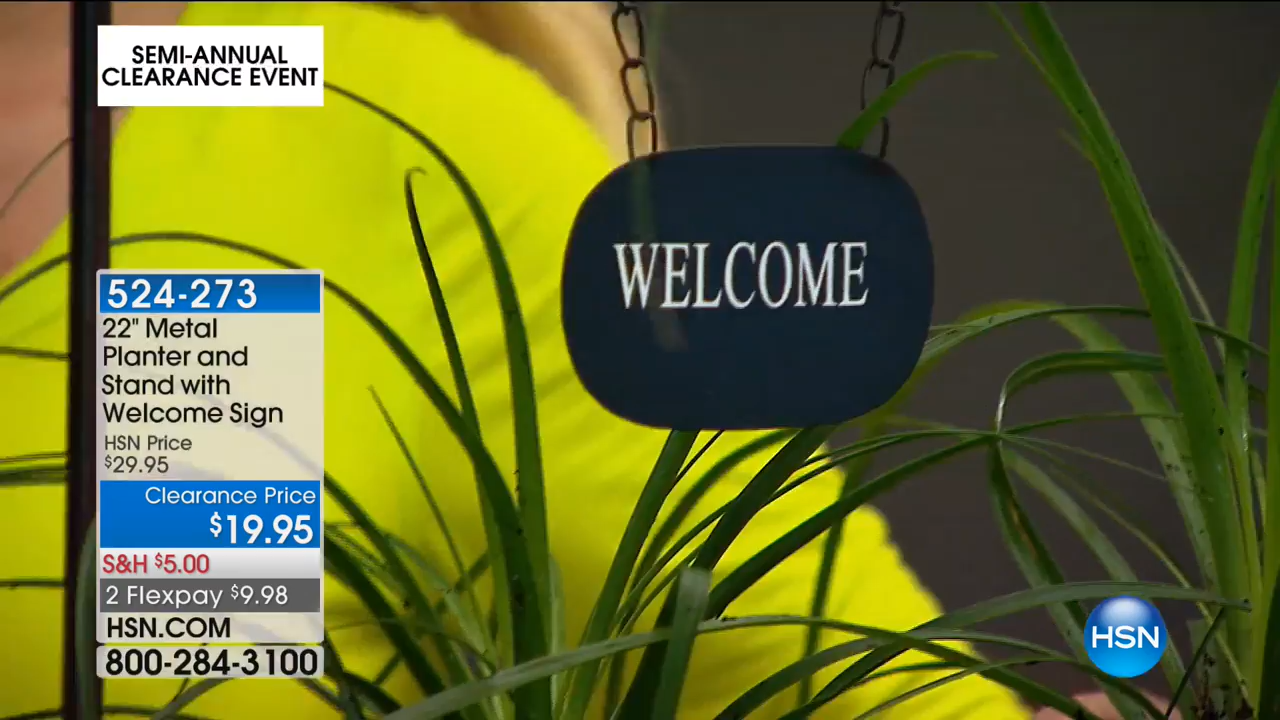 SEMI-ANNUAL
CLEARANCE EVENT
WELCOME
524-273
22" Metal
Planter and
Stand with
Welcome Sign
HSN Price
$29.95
Clearance Price
$19.95
S&H $5.00
2 Flexpay $9.98
HSN.COM
800-284-3100
HSN